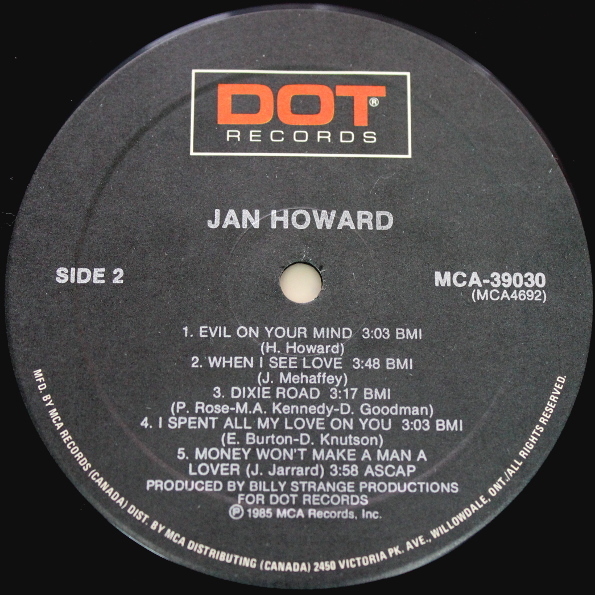 DOT®
RECORDS
JAN HOWARD
SIDE 2
MCA-39030
(MCA4692)
1. EVIL ON YOUR MIND 3:03 BMI
(H. Howard)
2. WHEN I SEE LOVE 3:48 BMI
(J. Mehaffey)
3. DIXIE ROAD 3:17 BMI
(P. Rose-M.A. Kennedy-D. Goodman)
4. I SPENT ALL MY LOVE ON YOU 3:03 BMI
(E. Burton-D. Knutson)
5. MONEY WON'T MAKE A MAN A
LOVER (J. Jarrard) 3:58 ASCAP
PRODUCED BY BILLY STRANGE PRODUCTIONS
FOR DOT RECORDS
℗ 1985 MCA Records, Inc.
MFD. BY MCA RECORDS (CANADA) DIST. BY MCA DISTRIBUTING (CANADA) 2450 VICTORIA PK. AVE., WILLOWDALE, ONT./ALL RIGHTS RESERVED.